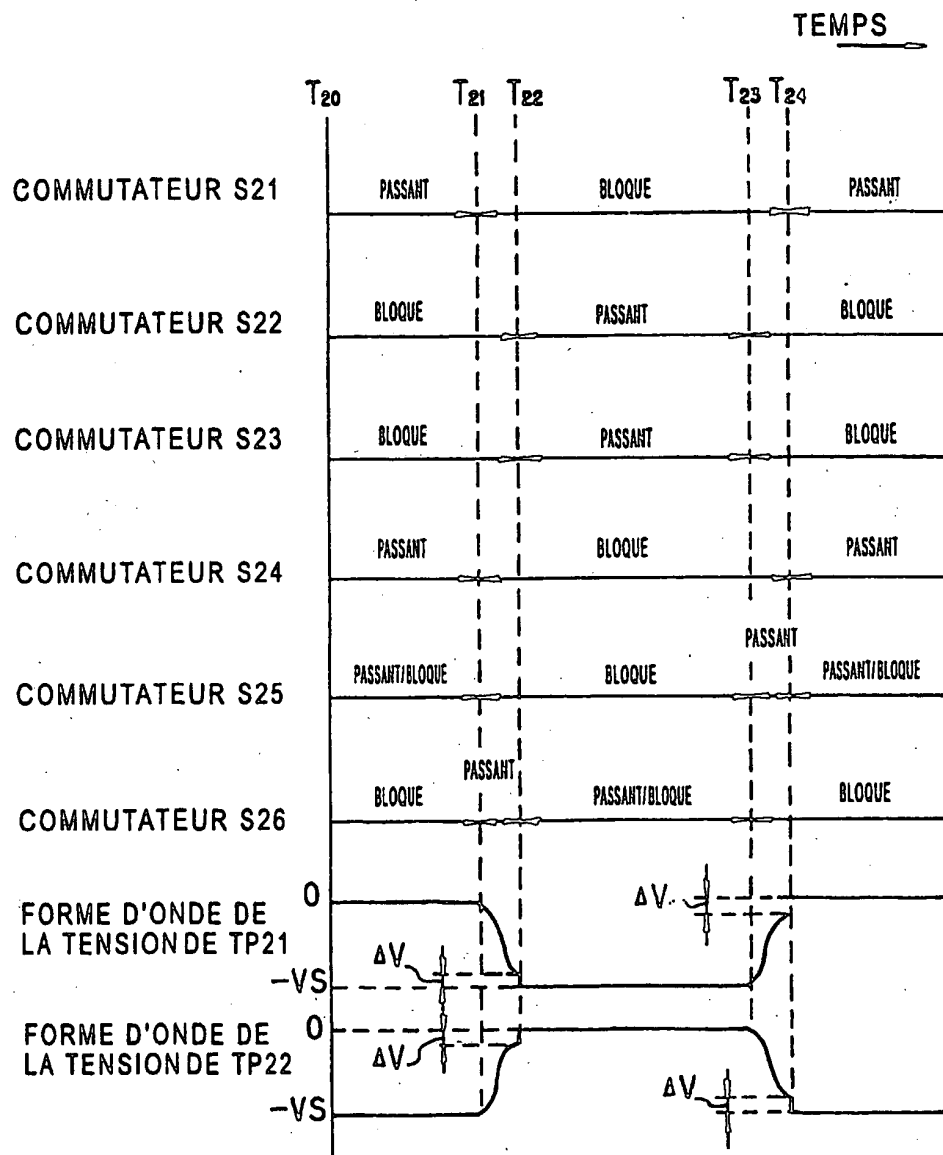 TEMPS
T20 T21 T22 T23 T24
COMMUTATEUR S21 PASSANT BLOQUE PASSANT
COMMUTATEUR S22 BLOQUE PASSANT BLOQUE
COMMUTATEUR S23 BLOQUE PASSANT BLOQUE
COMMUTATEUR S24 PASSANT BLOQUE PASSANT
PASSANT
COMMUTATEUR S25 PASSANT/BLOQUE BLOQUE PASSANT/BLOQUE
PASSANT
COMMUTATEUR S26 BLOQUE PASSANT/BLOQUE BLOQUE
0 ΔV
FORME D'ONDE DE
LA TENSION DE TP21
ΔV
-VS
0
FORME D'ONDE DE
LA TENSION DE TP22
ΔV
ΔV
-VS